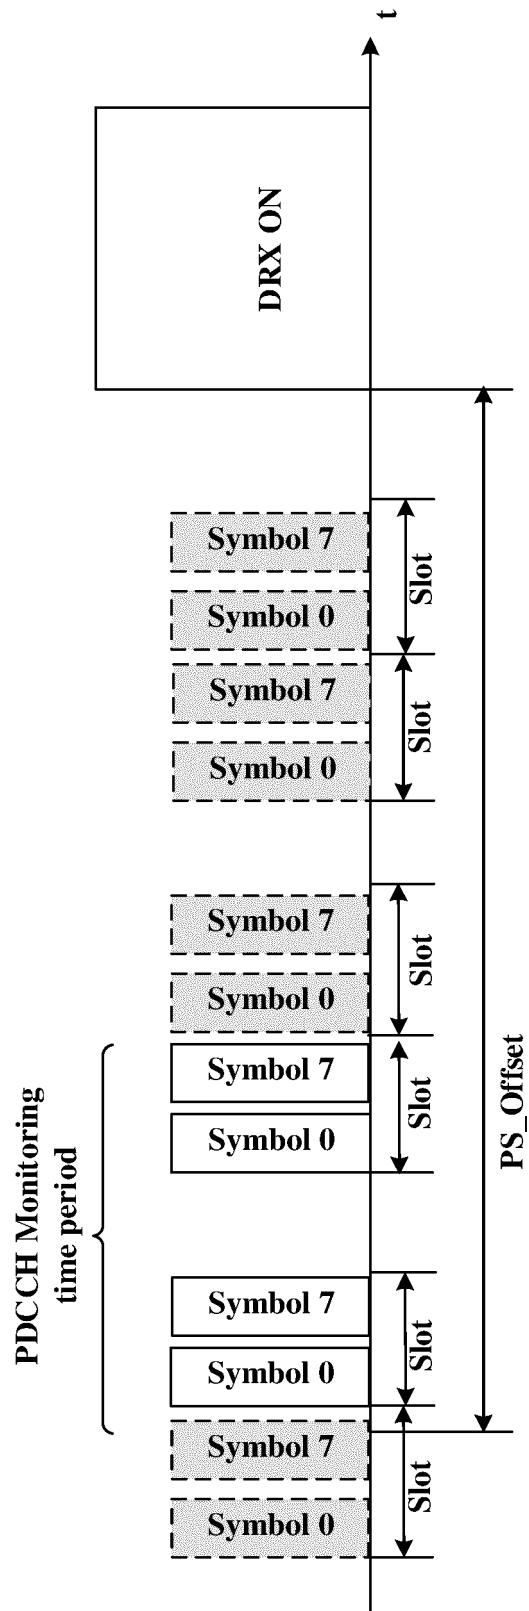 PDCCH Monitoring
time period
Symbol 0
Symbol 7
Symbol 0
Symbol 7
Symbol 0
Symbol 7
Symbol 0
Symbol 7
Symbol 0
Symbol 7
Symbol 0
Symbol 7
DRX ON
t
Slot
Slot
Slot
Slot
Slot
Slot
PS_Offset